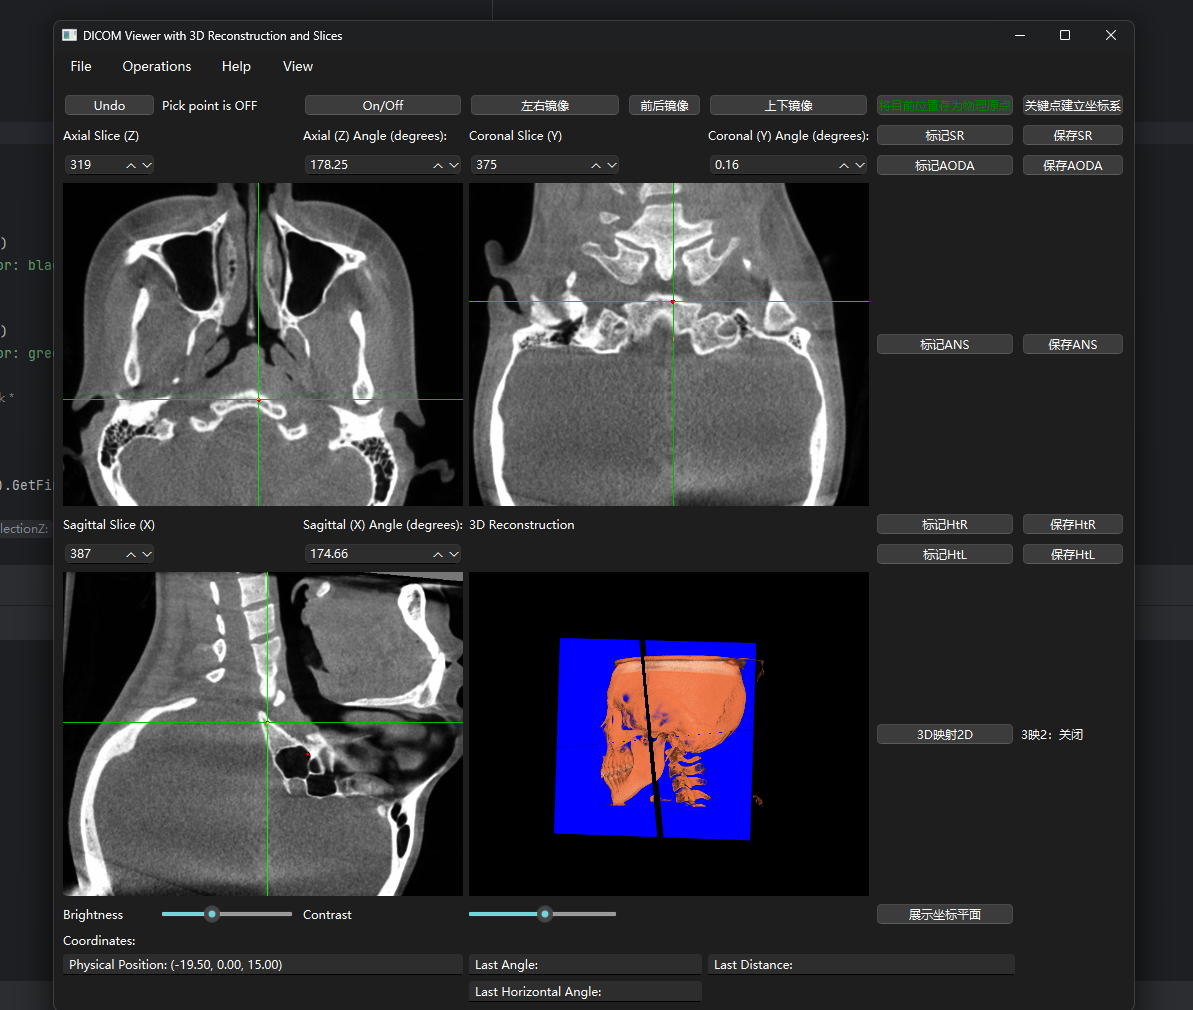 DICOM Viewer with 3D Reconstruction and Slices
File Operations Help View
Undo Pick point is OFF On/Off 左右镜像 前后镜像 上下镜像 将目前位置存为物理原点 关键点建立坐标系
Axial Slice (Z) Axial (Z) Angle (degrees): Coronal Slice (Y) Coronal (Y) Angle (degrees): 标记SR 保存SR
319 178.25 375 0.16 标记AODA 保存AODA
)
or: bla
)
or: gre
标记ANS 保存ANS
k *
).GetFi
lectionZ:
Sagittal Slice (X) Sagittal (X) Angle (degrees): 3D Reconstruction 标记HtR 保存HtR
387 174.66 标记HtL 保存HtL
3D映射2D 3映2：关闭
Brightness Contrast 展示坐标平面
Coordinates:
Physical Position: (-19.50, 0.00, 15.00) Last Angle: Last Distance:
Last Horizontal Angle: